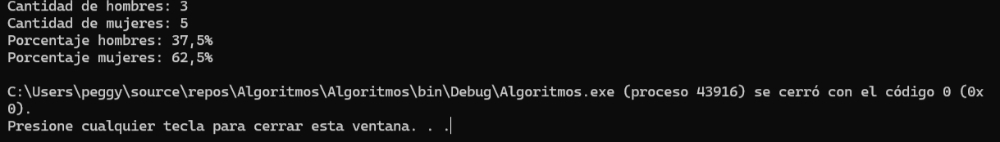 Cantidad de hombres: 3
Cantidad de mujeres: 5
Porcentaje hombres: 37,5%
Porcentaje mujeres: 62,5%
C:\Users\peggy\source\repos\Algoritmos\Algoritmos\bin\Debug\Algoritmos.exe (proceso 43916) se cerró con el código 0 (0x
0).
Presione cualquier tecla para cerrar esta ventana. . .